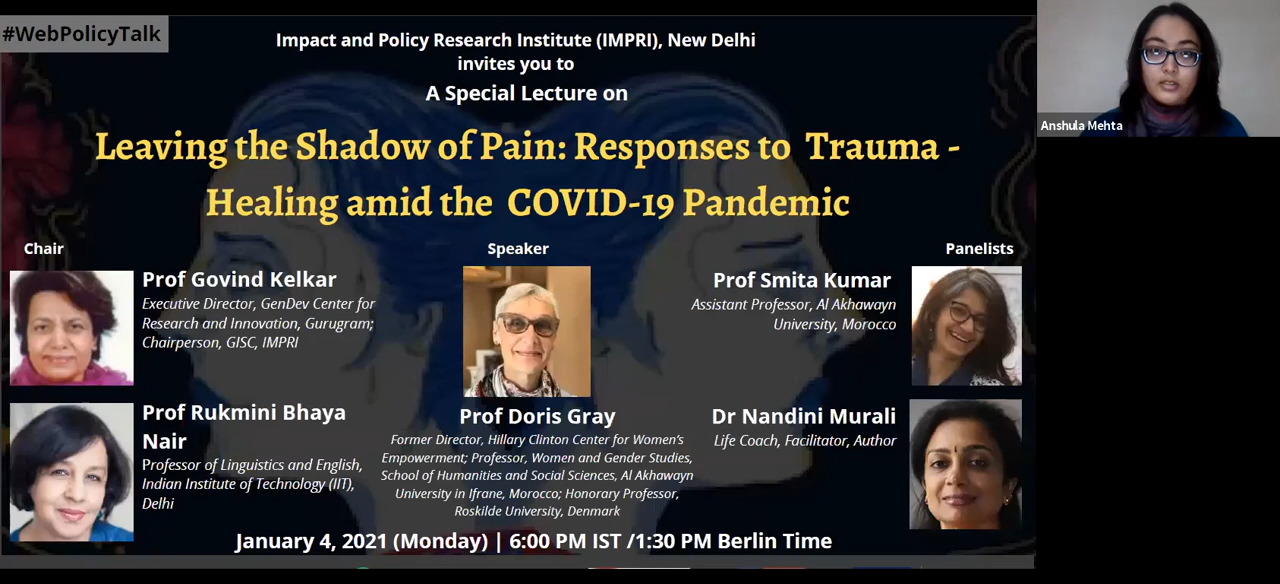 #WebPolicyTalk
Impact and Policy Research Institute (IMPRI), New Delhi
invites you to
A Special Lecture on
Leaving the Shadow of Pain: Responses to Trauma -
Healing amid the COVID-19 Pandemic
Chair
Prof Govind Kelkar
Executive Director, GenDev Center for
Research and Innovation, Gurugram;
Chairperson, GISC, IMPRI
Prof Rukmini Bhaya
Nair
Professor of Linguistics and English,
Indian Institute of Technology (IIT),
Delhi
Speaker
Prof Doris Gray
Former Director, Hillary Clinton Center for Women's
Empowerment; Professor, Women and Gender Studies,
School of Humanities and Social Sciences, Al Akhawayn
University in Ifrane, Morocco; Honorary Professor,
Roskilde University, Denmark
Panelists
Prof Smita Kumar
Assistant Professor, Al Akhawayn
University, Morocco
Dr Nandini Murali
Life Coach, Facilitator, Author
January 4, 2021 (Monday) | 6:00 PM IST /1:30 PM Berlin Time
Anshula Mehta